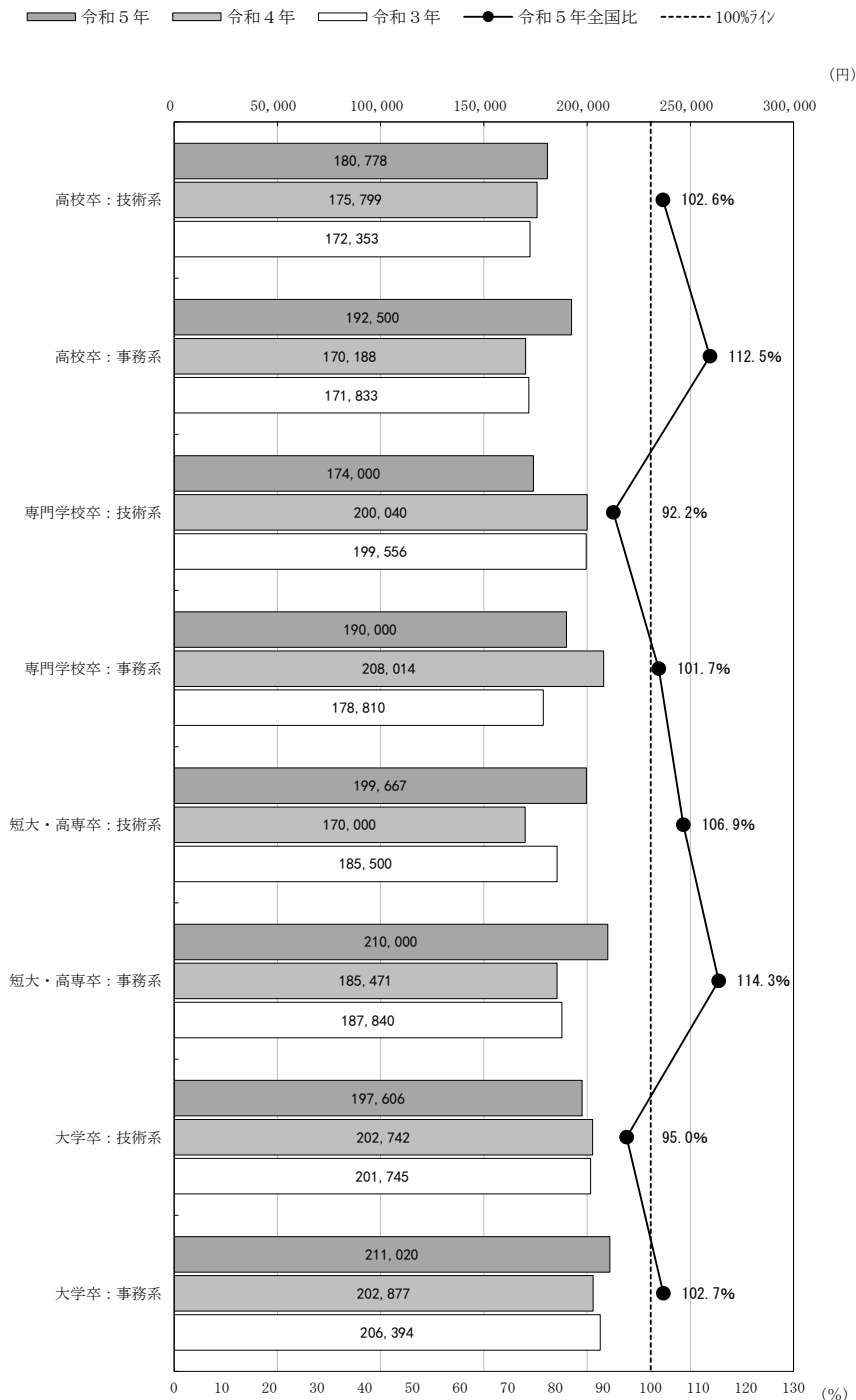 令和５年 令和４年 令和３年 令和５年全国比 100%ﾗｲﾝ
(円)
0 50,000 100,000 150,000 200,000 250,000 300,000
180,778
高校卒：技術系 175,799 102.6%
172,353
192,500
高校卒：事務系 170,188 112.5%
171,833
174,000
専門学校卒：技術系 200,040 92.2%
199,556
190,000
専門学校卒：事務系 208,014 101.7%
178,810
199,667
短大・高専卒：技術系 170,000 106.9%
185,500
210,000
短大・高専卒：事務系 185,471 114.3%
187,840
197,606
大学卒：技術系 202,742 95.0%
201,745
211,020
大学卒：事務系 202,877 102.7%
206,394
0 10 20 30 40 50 60 70 80 90 100 110 120 130 (%)